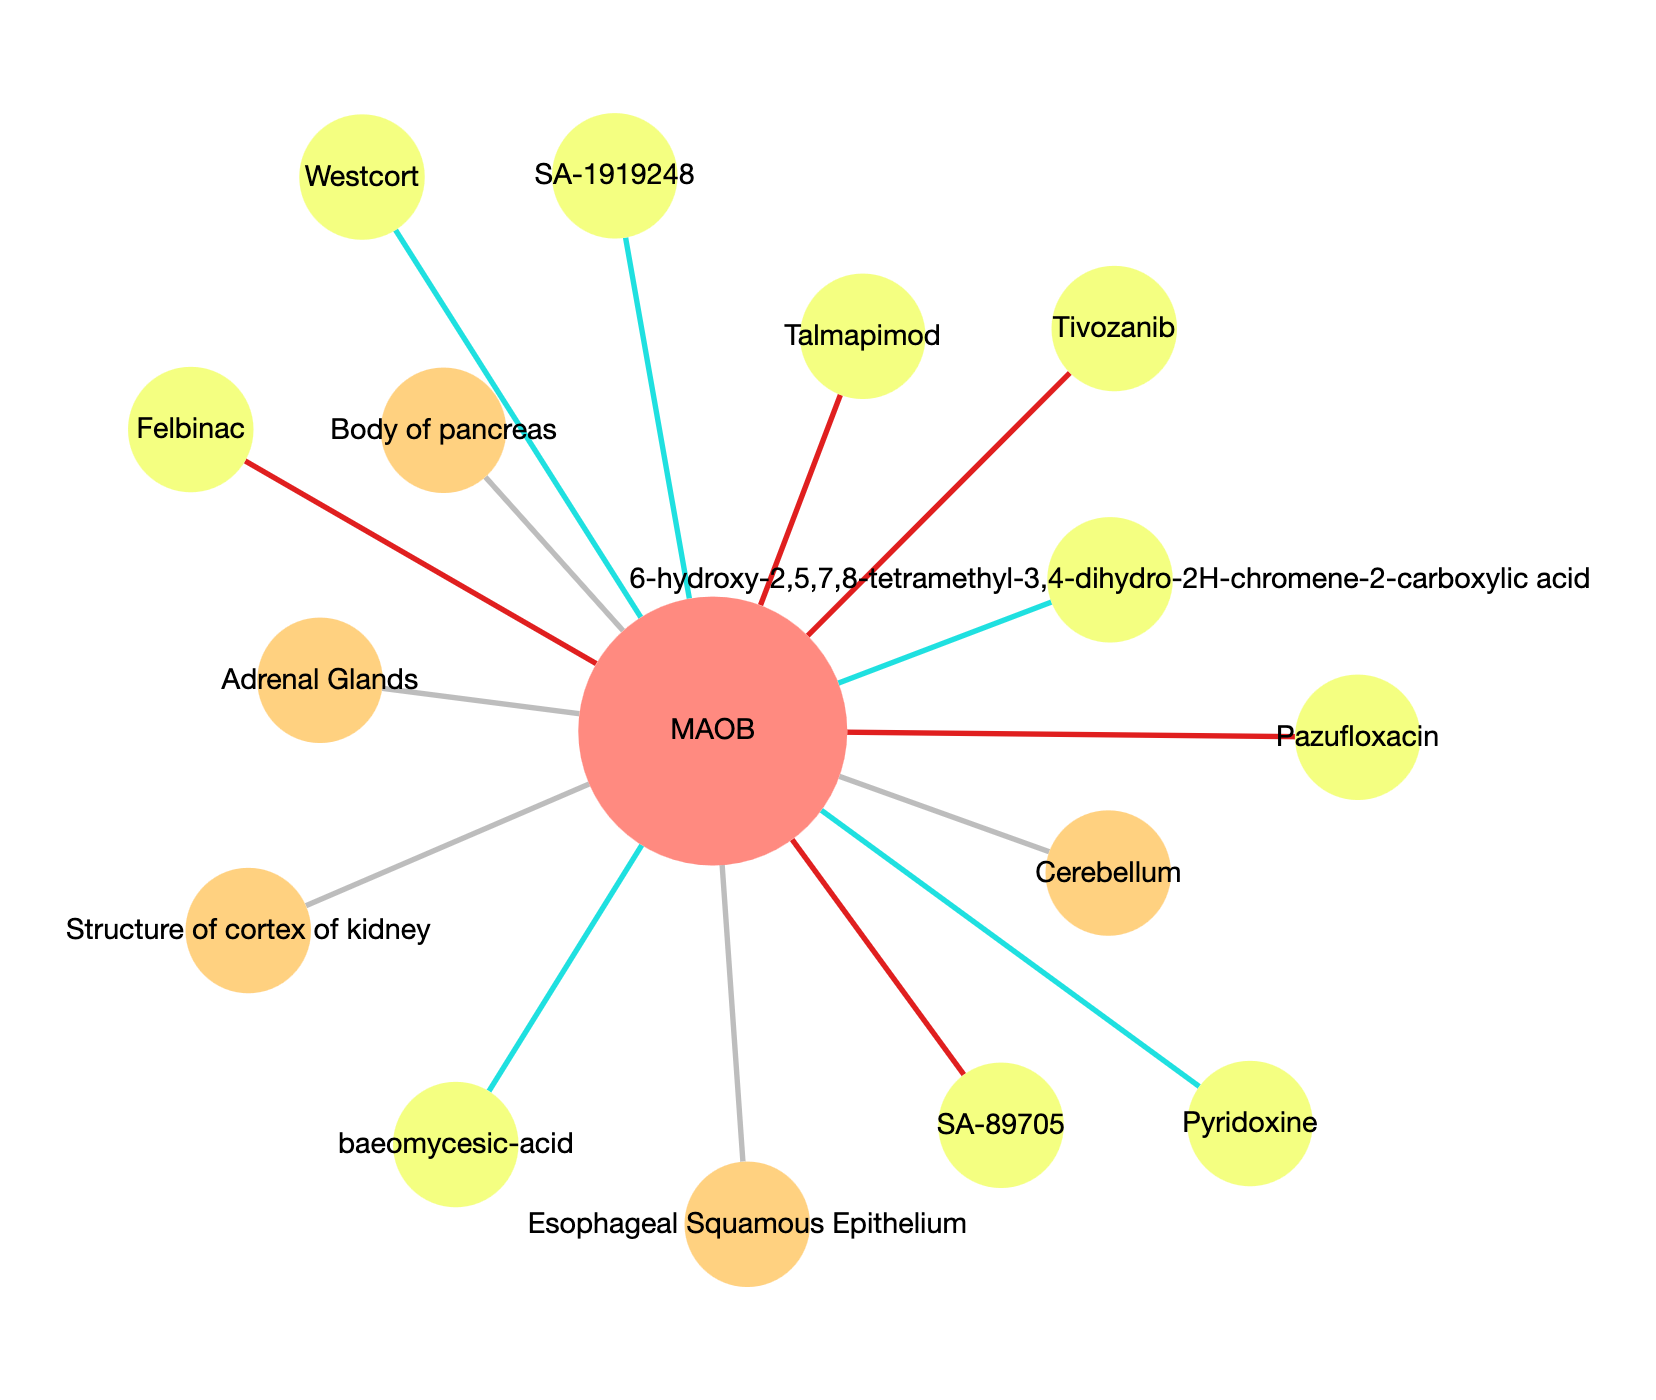 Westcort
SA-1919248
Talmapimod
Tivozanib
Felbinac
Body of pancreas
6-hydroxy-2,5,7,8-tetramethyl-3,4-dihydro-2H-chromene-2-carboxylic acid
Adrenal Glands
MAOB
Pazufloxacin
Cerebellum
Structure of cortex of kidney
baeomycesic-acid
SA-89705
Pyridoxine
Esophageal Squamous Epithelium